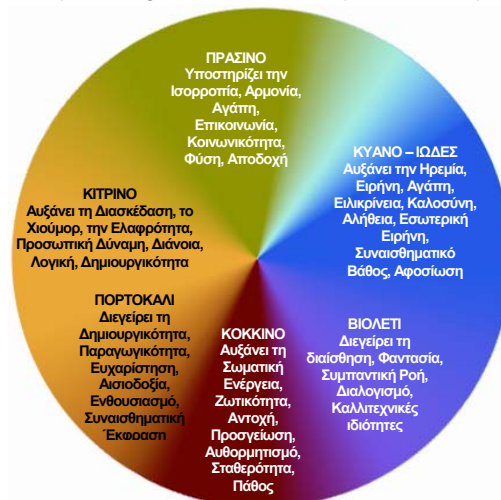 ΠΡΑΣΙΝΟ
Υποστηρίζει την
Ισορροπία, Αρμονία,
Αγάπη,
Επικοινωνία,
Κοινωνικότητα,
Φύση, Αποδοχή
ΚΥΑΝΟ – ΙΩΔΕΣ
Αυξάνει την Ηρεμία,
Ειρήνη, Αγάπη,
Ειλικρίνεια, Καλοσύνη,
Αλήθεια, Εσωτερική
Ειρήνη,
Συναισθηματικό
Βάθος, Αφοσίωση
ΚΙΤΡΙΝΟ
Αυξάνει τη Διασκέδαση, το
Χιούμορ, την Ελαφρότητα,
Προσωπική Δύναμη, Διάνοια,
Λογική, Δημιουργικότητα
ΠΟΡΤΟΚΑΛΙ
Διεγείρει τη
Δημιουργικότητα,
Παραγωγικότητα,
Ευχαρίστηση,
Αισιοδοξία,
Ενθουσιασμό,
Συναισθηματική
Έκφραση
ΚΟΚΚΙΝΟ
Αυξάνει τη
Σωματική
Ενέργεια,
Ζωτικότητα,
Αντοχή,
Προσγείωση,
Αυθορμητισμό,
Σταθερότητα,
Πάθος
ΒΙΟΛΕΤΙ
Διεγείρει τη
διαίσθηση, Φαντασία,
Συμπαντική Ροή,
Διαλογισμό,
Καλλιτεχνικές
ιδιότητες